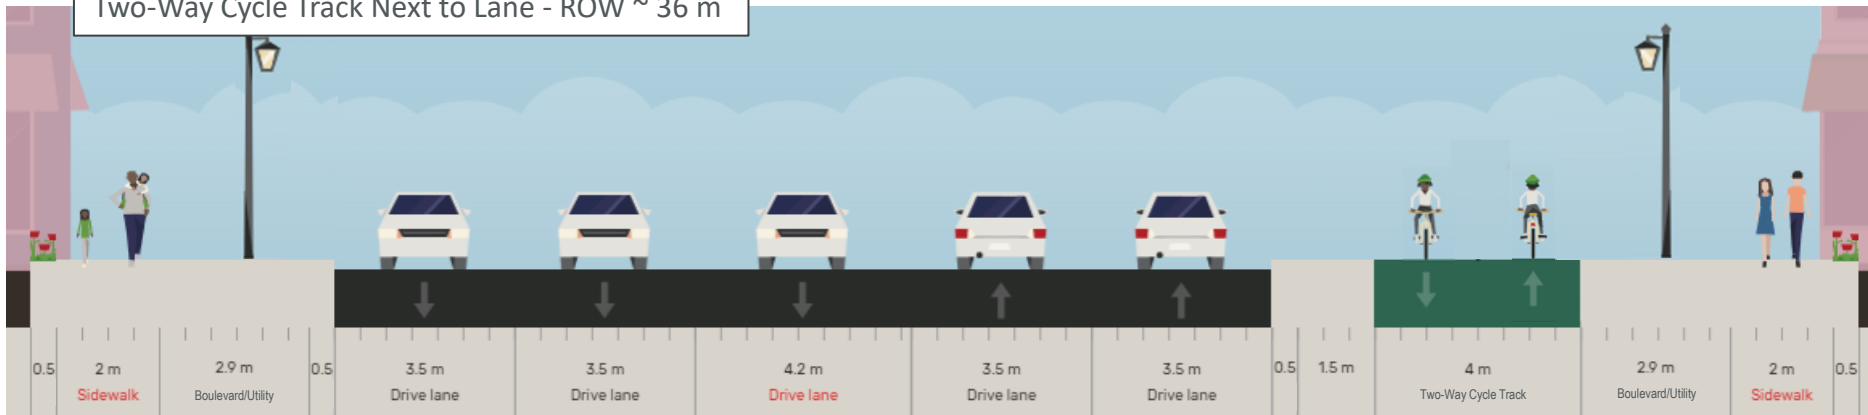 Two-Way Cycle Track Next to Lane - ROW ~ 36 m
0.5 2 m 2.9 m 0.5 3.5 m 3.5 m 4.2 m 3.5 m 3.5 m 0.5 1.5 m 4 m 2.9 m 2 m 0.5
Sidewalk Boulevard/Utility Drive lane Drive lane Drive lane Drive lane Drive lane Two-Way Cycle Track Boulevard/Utility Sidewalk